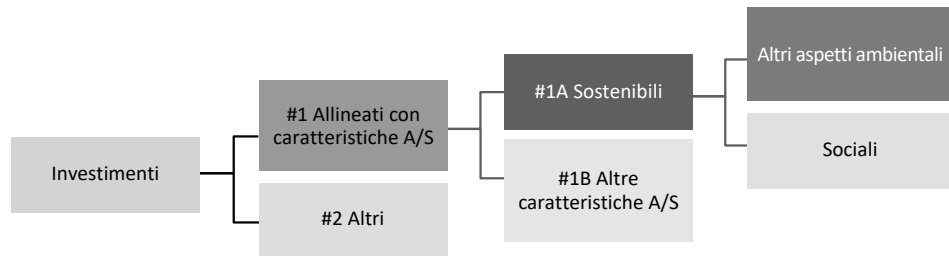 Investimenti
#1 Allineati con
caratteristiche A/S
#2 Altri
#1A Sostenibili
#1B Altre
caratteristiche A/S
Altri aspetti ambientali
Sociali